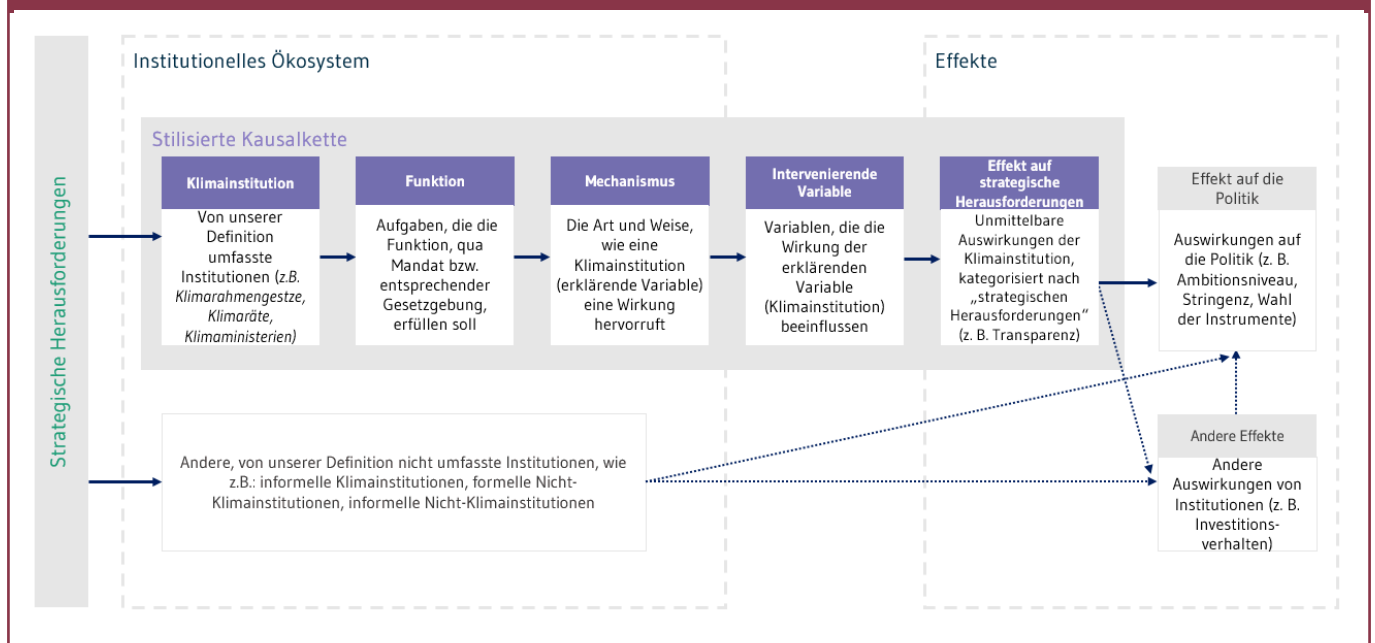 Strategische Herausforderungen
Institutionelles Ökosystem
Effekte
Stilisierte Kausalkette
Klimainstitution
Von unserer
Definition
umfasste
Institutionen (z.B.
Klimarahmengestze,
Klimaräte,
Klimaministerien)
Funktion
Aufgaben, die die
Funktion, qua
Mandat bzw.
entsprechender
Gesetzgebung,
erfüllen soll
Mechanismus
Die Art und Weise,
wie eine
Klimainstitution
(erklärende Variable)
eine Wirkung
hervorruft
Intervenierende
Variable
Variablen, die die
Wirkung der
erklärenden
Variable
(Klimainstitution)
beeinflussen
Effekt auf
strategische
Herausforderungen
Unmittelbare
Auswirkungen der
Klimainstitution,
kategorisiert nach
„strategischen
Herausforderungen“
(z. B. Transparenz)
Effekt auf die
Politik
Auswirkungen auf
die Politik (z. B.
Ambitionsniveau,
Stringenz, Wahl
der Instrumente)
Andere, von unserer Definition nicht umfasste Institutionen, wie
z.B.: informelle Klimainstitutionen, formelle Nicht-
Klimainstitutionen, informelle Nicht-Klimainstitutionen
Andere Effekte
Andere
Auswirkungen von
Institutionen (z. B.
Investitions-
verhalten)